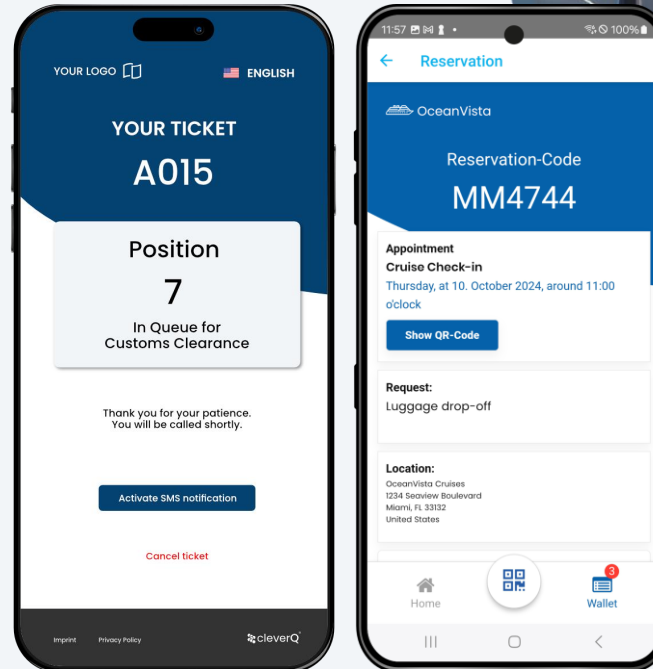 YOUR LOGO
ENGLISH
YOUR TICKET
A015
Position
7
In Queue for
Customs Clearance
Thank you for your patience.
You will be called shortly.
Activate SMS notification
Cancel ticket
Imprint
Privacy Policy
cleverQ
11:57
100%
Reservation
OceanVista
Reservation-Code
MM4744
Appointment
Cruise Check-in
Thursday, at 10. October 2024, around 11:00
o'clock
Show QR-Code
Request:
Luggage drop-off
Location:
OceanVista Cruises
1234 Seaview Boulevard
Miami, FL 33132
United States
3
Home
Wallet